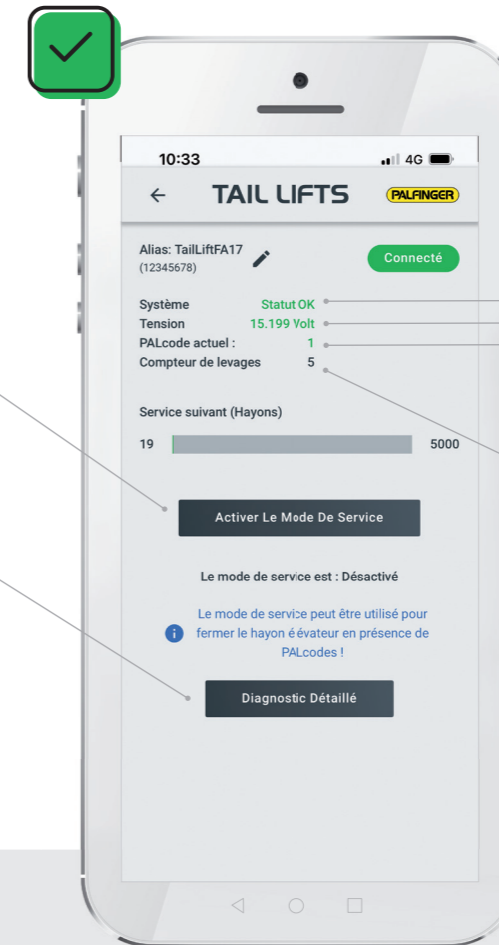 10:33 4G
TAIL LIFTS PALFINGER
Alias: TailLiftFA17
(12345678)
Connecté
Système Statut OK
Tension 15.199 Volt
PALcode actuel : 1
Compteur de levages 5
Service suivant (Hayons)
19 5000
Activer Le Mode De Service
Le mode de service est : Désactivé
Le mode de service peut être utilisé pour
fermer le hayon éévateur en présence de
PALcodes !
Diagnostic Détaillé